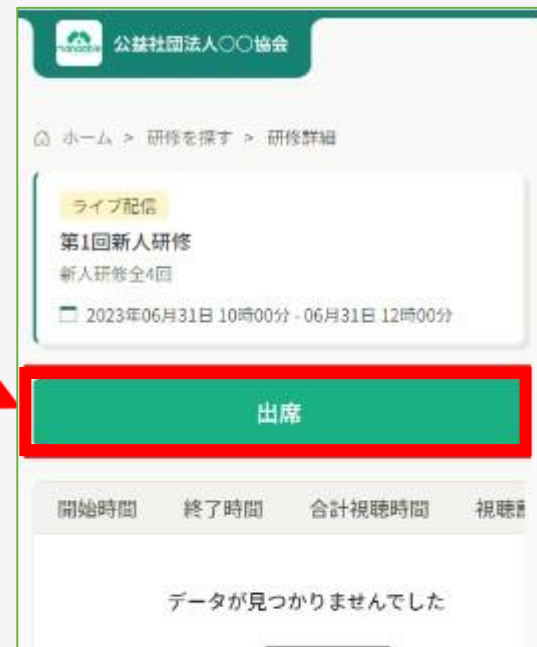 manaable 公益社団法人〇〇協会
ホーム > 研修を探す > 研修詳細
ライブ配信
第1回新人研修
新人研修全4回
2023年06月31日 10時00分 - 06月31日 12時00分
出席
開始時間 終了時間 合計視聴時間 視聴
データが見つかりませんでした